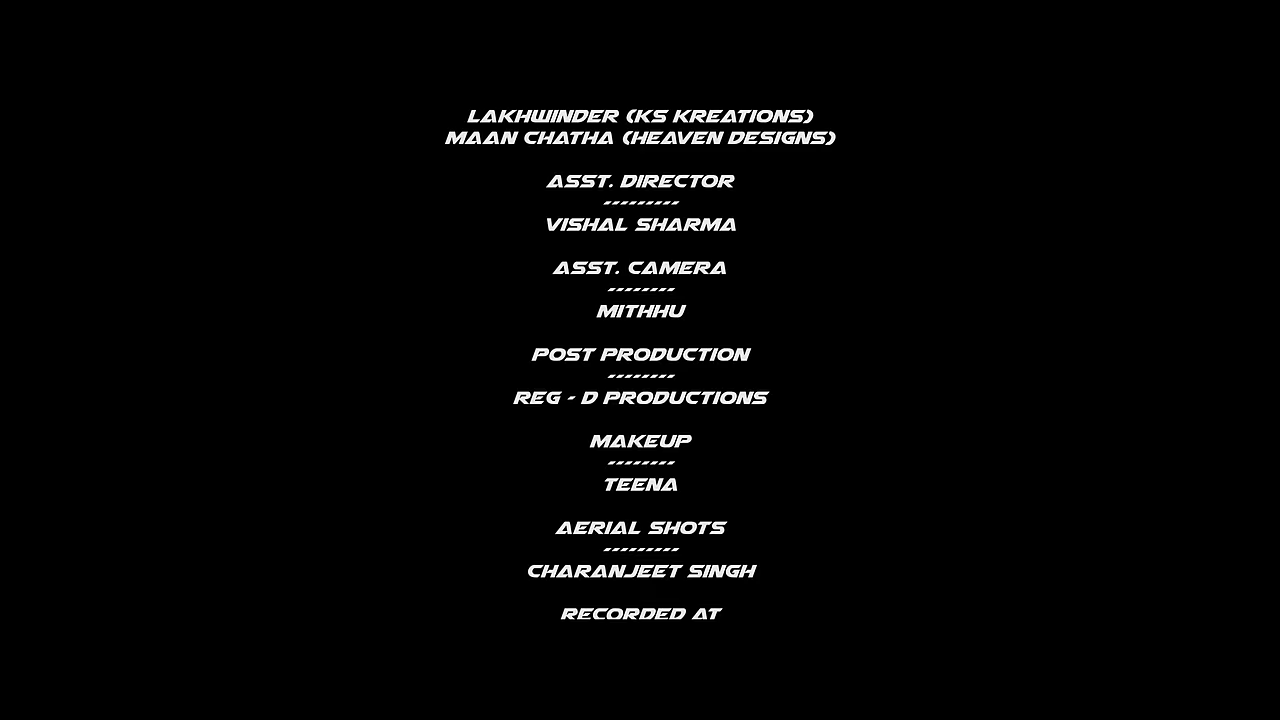 LAKHWINDER (KS KREATIONS)
MAAN CHATHA (HEAVEN DESIGNS)
ASST. DIRECTOR
---------
VISHAL SHARMA
ASST. CAMERA
--------
MITHHU
POST PRODUCTION
--------
REG - D PRODUCTIONS
MAKEUP
--------
TEENA
AERIAL SHOTS
---------
CHARANJEET SINGH
RECORDED AT